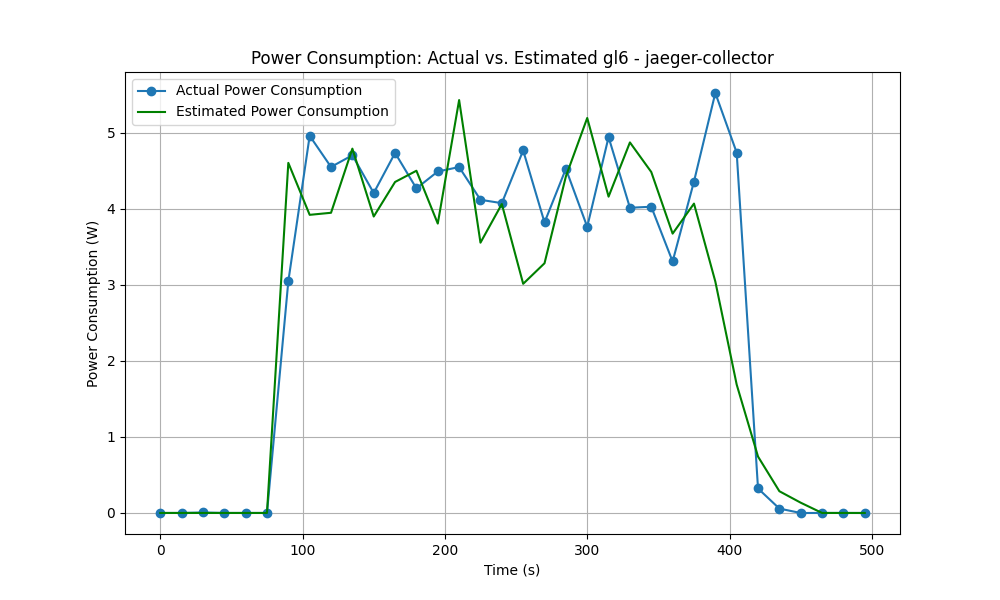 Power Consumption: Actual vs. Estimated gl6 - jaeger-collector
Actual Power Consumption
Estimated Power Consumption
Power Consumption (W)
5
4
3
2
1
0
0 100 200 300 400 500
Time (s)